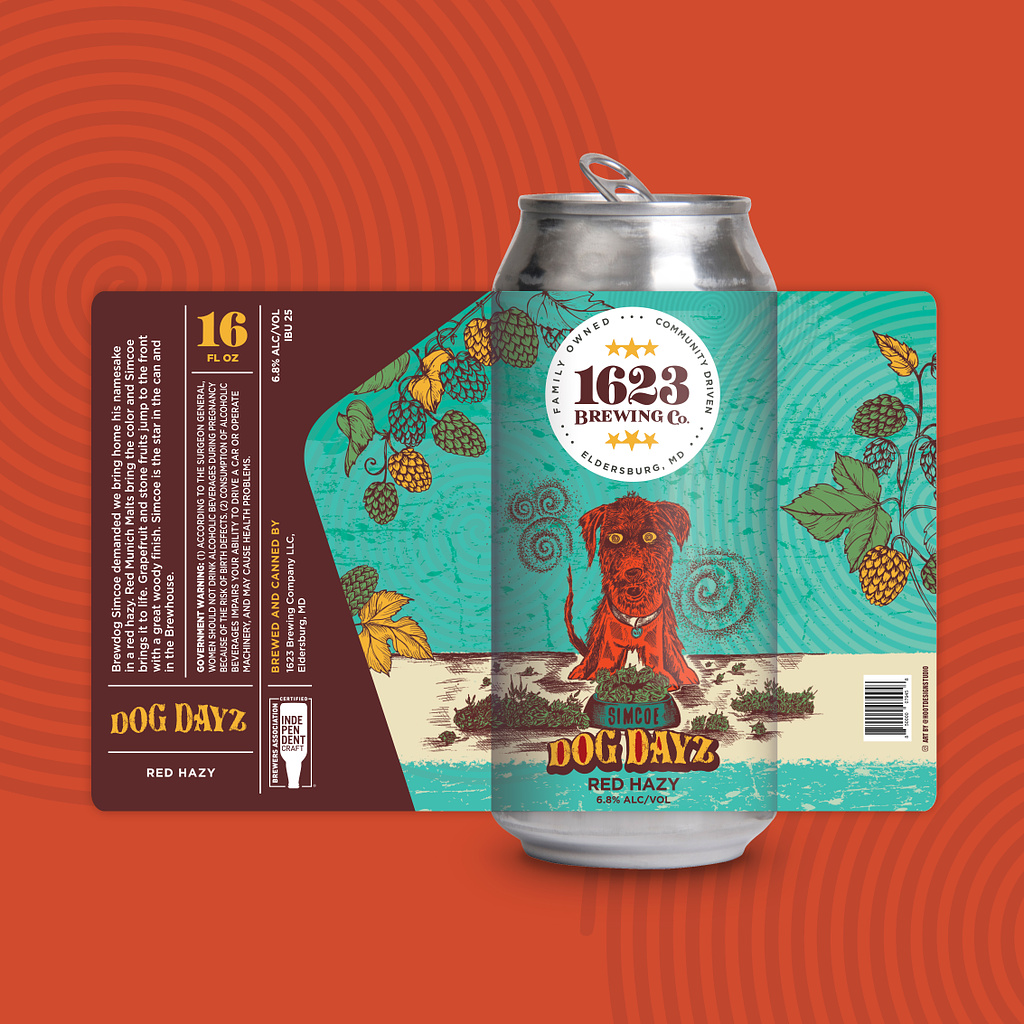 Brewdog Simcoe demanded we bring home his namesake
in a red hazy. Red Munich Malts bring the color and Simcoe
brings it to life. Grapefruit and stone fruits jump to the front
with a great woody finish. Simcoe is the star in the can and
in the Brewhouse.
DOG DAYZ
RED HAZY
16
FL OZ
GOVERNMENT WARNING: (1) ACCORDING TO THE SURGEON GENERAL,
WOMEN SHOULD NOT DRINK ALCOHOLIC BEVERAGES DURING PREGNANCY
BECAUSE OF THE RISK OF BIRTH DEFECTS. (2) CONSUMPTION OF ALCOHOLIC
BEVERAGES IMPAIRS YOUR ABILITY TO DRIVE A CAR OR OPERATE
MACHINERY, AND MAY CAUSE HEALTH PROBLEMS.
6.8% ALC/VOL
IBU 25
BREWED AND CANNED BY
1623 Brewing Company LLC,
Eldersburg, MD
CERTIFIED
BREWERS ASSOCIATION
INDE
PEN
DENT
CRAFT
FAMILY OWNED ••• COMMUNITY DRIVEN
1623
BREWING Co.
ELDERSBURG, MD
SIMCOE
DOG DAYZ
RED HAZY
6.8% ALC/VOL
ART BY @HOOTDESIGNSTUDIO